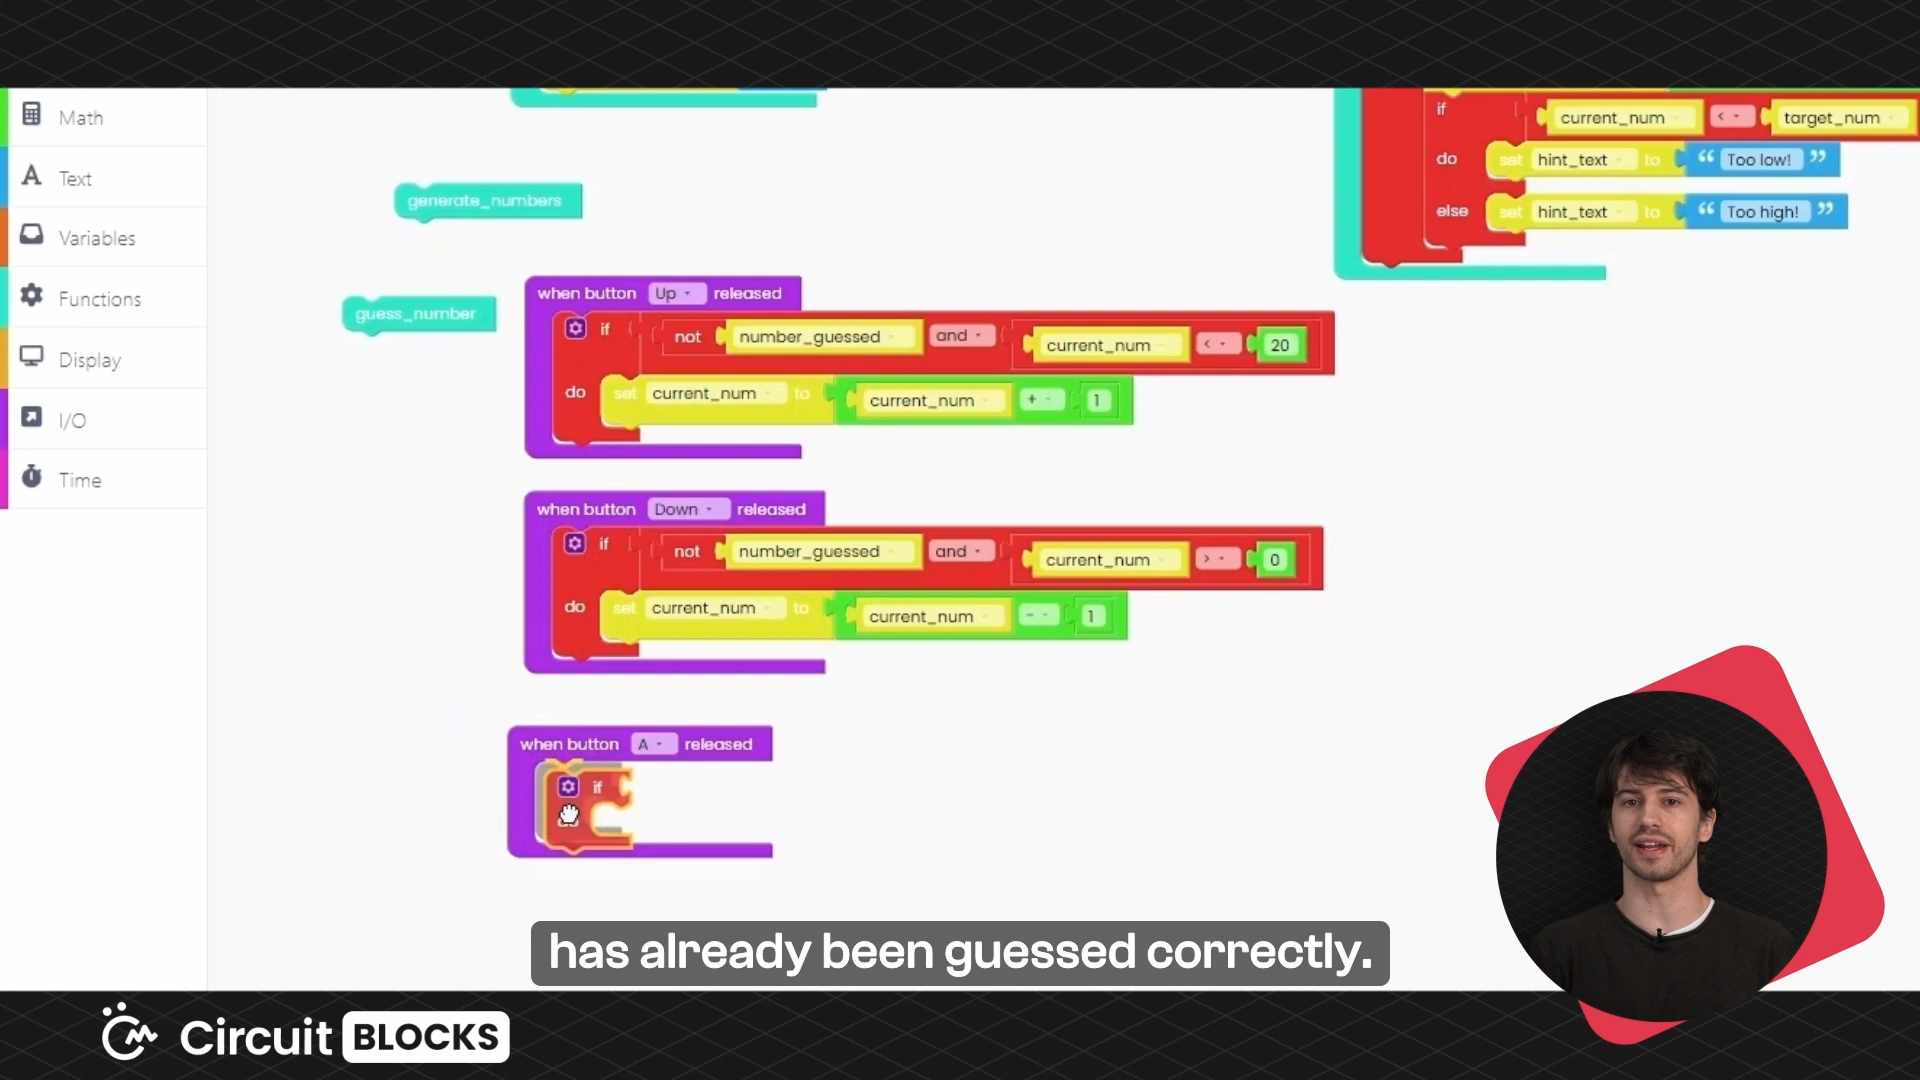 Math
Text
Variables
Functions
Display
I/O
Time
generate_numbers
guess_number
if current_num < target_num
do set hint_text to “ Too low! ”
else set hint_text to “ Too high! ”
when button Up released
if not number_guessed and current_num < 20
do set current_num to current_num + 1
when button Down released
if not number_guessed and current_num > 0
do set current_num to current_num - 1
when button A released
if
has already been guessed correctly.
Circuit BLOCKS